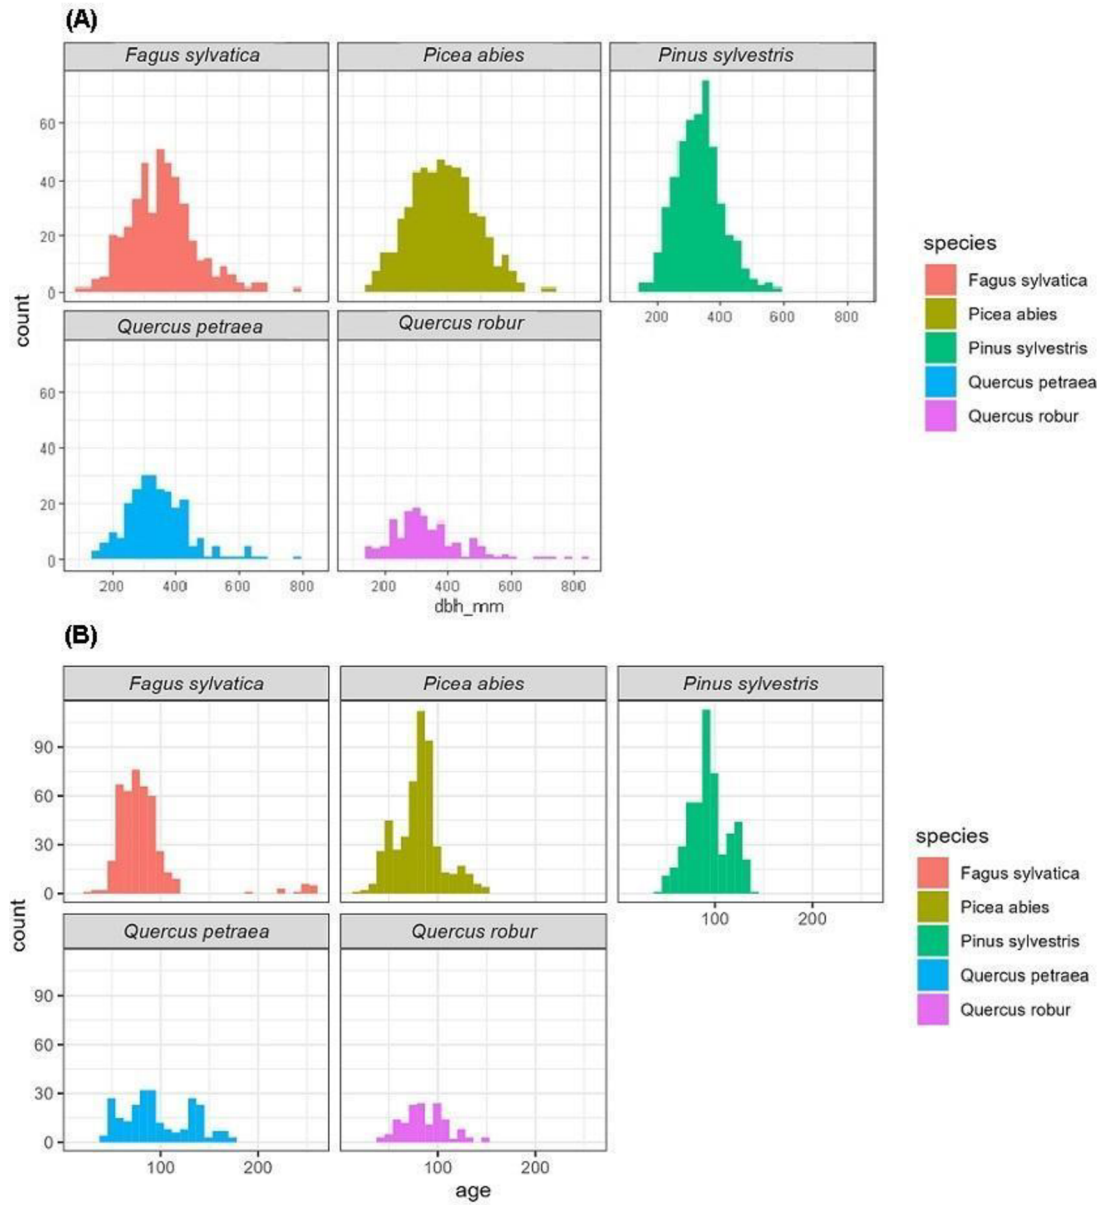 (A)
Fagus sylvatica Picea abies Pinus sylvestris
60
40
20
0
count
200 400 600 800
Quercus petraea Quercus robur
60
40
20
0
200 400 600 800 200 400 600 800
dbh_mm
species
Fagus sylvatica
Picea abies
Pinus sylvestris
Quercus petraea
Quercus robur
(B)
Fagus sylvatica Picea abies Pinus sylvestris
90
60
30
0
count
100 200
Quercus petraea Quercus robur
90
60
30
0
100 200 100 200
age
species
Fagus sylvatica
Picea abies
Pinus sylvestris
Quercus petraea
Quercus robur